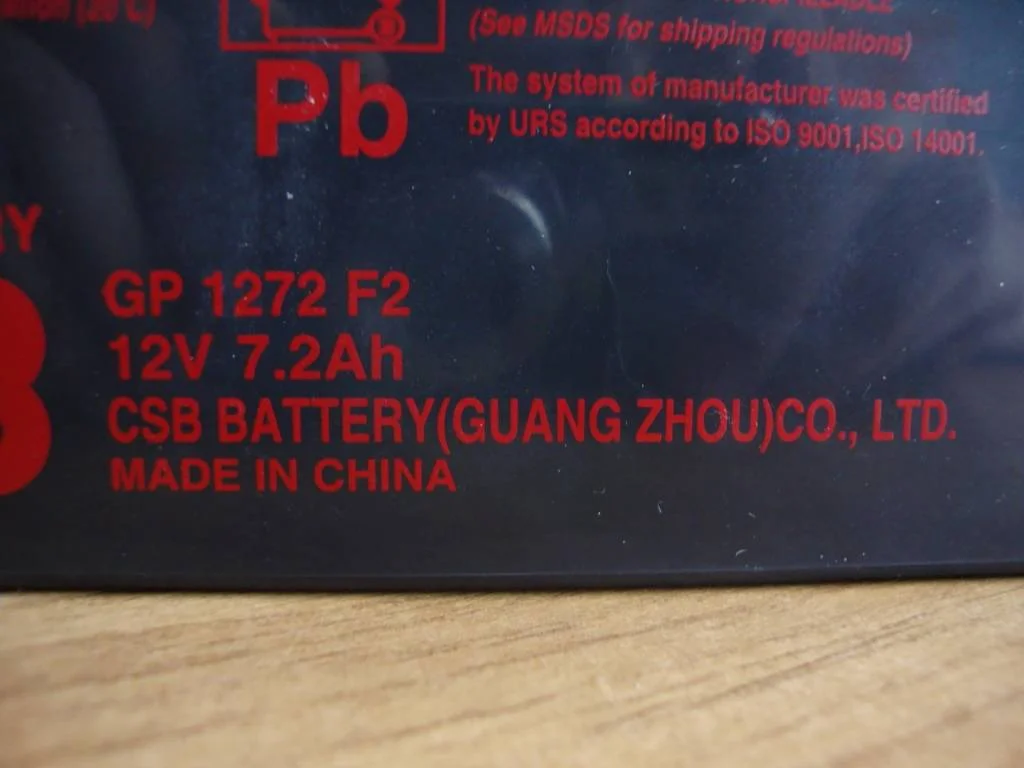 (See MSDS for shipping regulations)
Pb
The system of manufacturer was certified
by URS according to ISO 9001,ISO 14001.
GP 1272 F2
12V 7.2Ah
CSB BATTERY(GUANG ZHOU)CO., LTD.
MADE IN CHINA